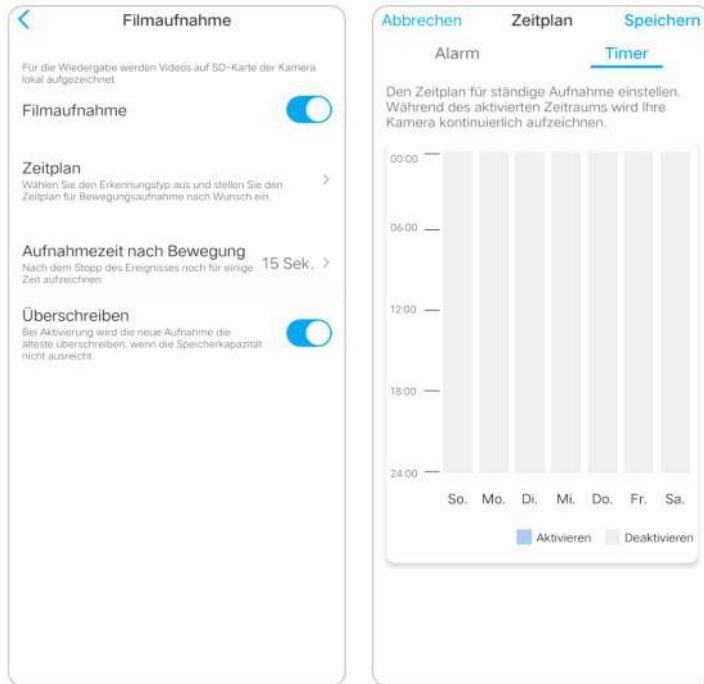 Filmaufnahme
Für die Wiedergabe werden Videos auf SD-Karte der Kamera
lokal aufgezeichnet.
Filmaufnahme
Zeitplan
Wählen Sie den Erkennungstyp aus und stellen Sie den
Zeitplan für Bewegungsaufnahme nach Wunsch ein.
Aufnahmezeit nach Bewegung
Nach dem Stopp des Ereignisses noch für einige
Zeit aufzeichnen
15 Sek.
Überschreiben
Bei Aktivierung wird die neue Aufnahme die
älteste überschreiben, wenn die Speicherkapazität
nicht ausreicht.
Abbrechen Zeitplan Speichern
Alarm Timer
Den Zeitplan für ständige Aufnahme einstellen.
Während des aktivierten Zeitraums wird Ihre
Kamera kontinuierlich aufzeichnen.
00:00
06:00
12:00
18:00
24:00
So. Mo. Di. Mi. Do. Fr. Sa.
Aktivieren Deaktivieren